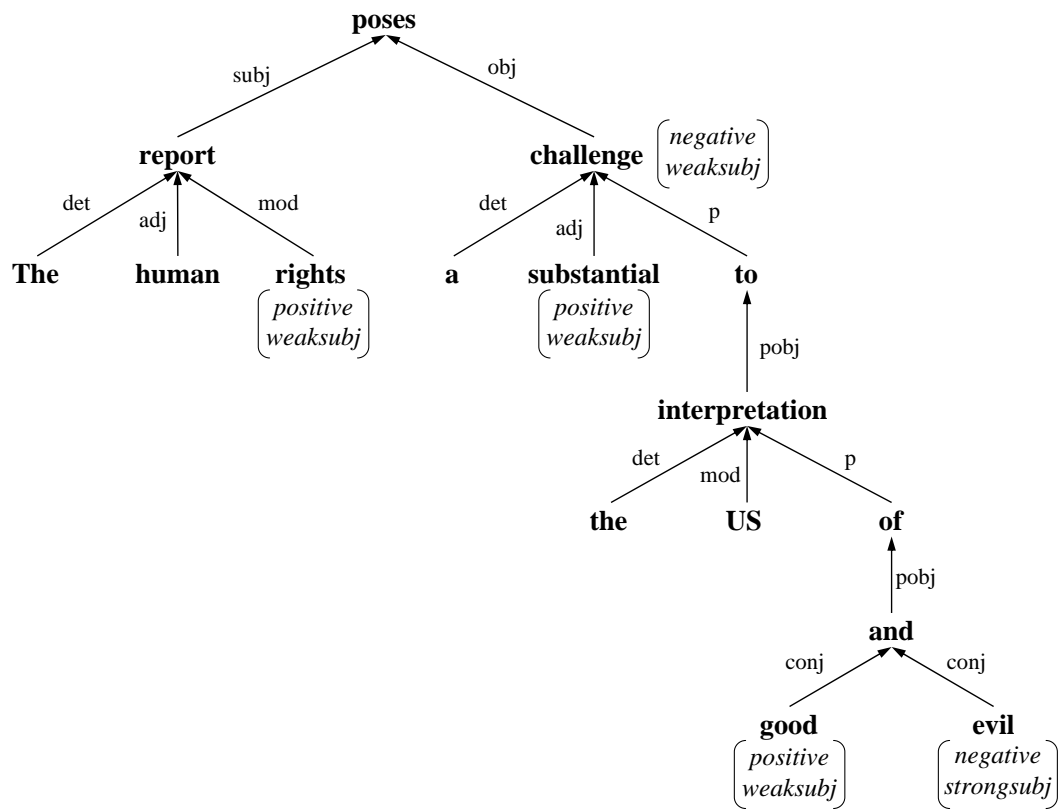 poses
subj obj
report challenge negative
weaksubj
det adj mod det adj p
The human rights a substantial to
positive positive
weaksubj weaksubj
pobj
interpretation
det mod p
the US of
pobj
and
conj conj
good evil
positive negative
weaksubj strongsubj